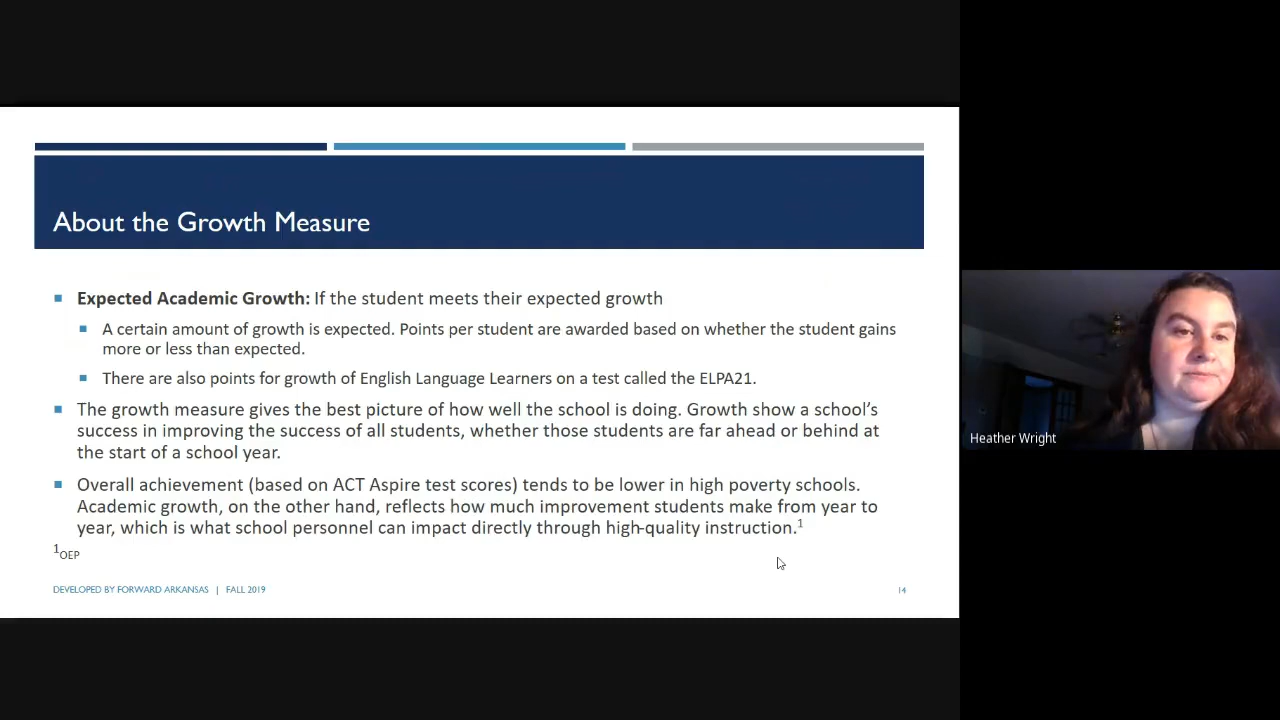 About the Growth Measure
Expected Academic Growth: If the student meets their expected growth
A certain amount of growth is expected. Points per student are awarded based on whether the student gains
more or less than expected.
There are also points for growth of English Language Learners on a test called the ELPA21.
The growth measure gives the best picture of how well the school is doing. Growth show a school's
success in improving the success of all students, whether those students are far ahead or behind at
the start of a school year.
Overall achievement (based on ACT Aspire test scores) tends to be lower in high poverty schools.
Academic growth, on the other hand, reflects how much improvement students make from year to
year, which is what school personnel can impact directly through high-quality instruction.1
1OEP
DEVELOPED BY FORWARD ARKANSAS | FALL 2019
14
Heather Wright